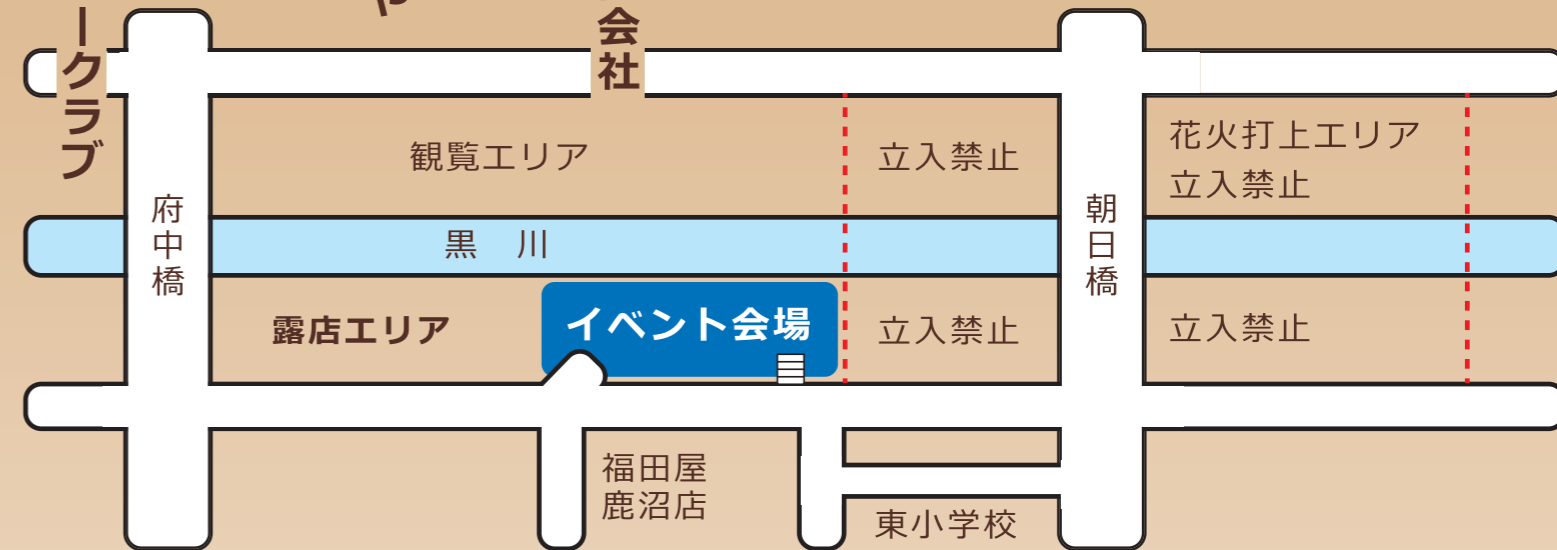 ークラブ
会社
観覧エリア
立入禁止
花火打上エリア
立入禁止
府中橋
朝日橋
黒 川
露店エリア
イベント会場
立入禁止
立入禁止
福田屋
鹿沼店
東小学校